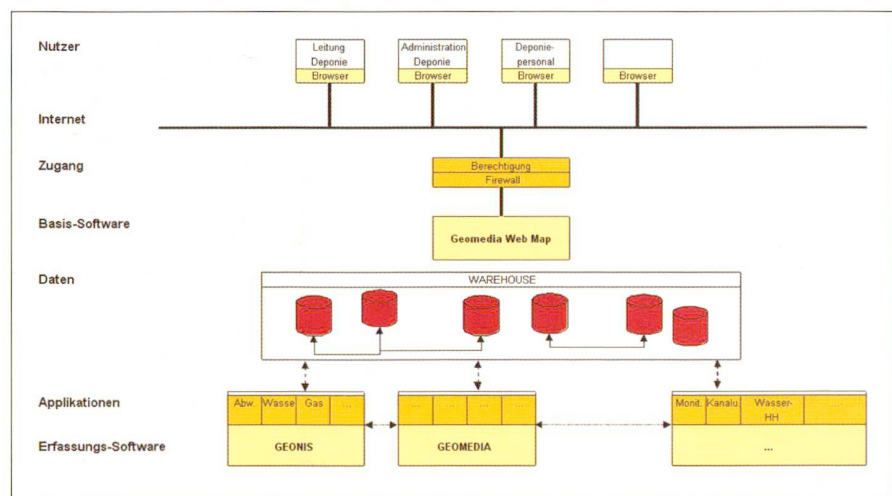 Nutzer
Leitung
Deponie
Browser
Administration
Deponie
Browser
Deponie-
personal
Browser
Browser
Internet
Zugang
Berechtigung
Firewall
Basis-Software
Geomedia Web Map
Daten
WAREHOUSE
Applikationen
Abw. Wasse Gas ...
... ... ... ...
Monit. Kanalu. Wasser-
HH
...
Erfassungs-Software
GEONIS
GEOMEDIA
...